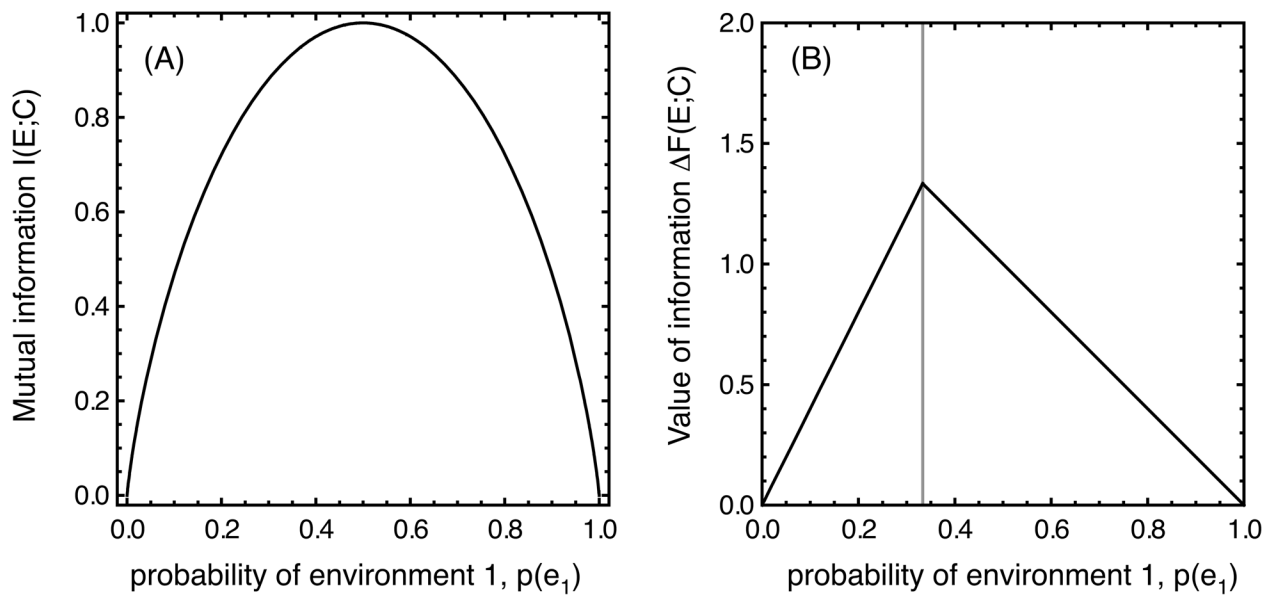 (A)
Mutual information I(E;C)
1.0
0.8
0.6
0.4
0.2
0.0
0.0 0.2 0.4 0.6 0.8 1.0
probability of environment 1, p(e₁)
(B)
Value of information ΔF(E;C)
2.0
1.5
1.0
0.5
0.0
0.0 0.2 0.4 0.6 0.8 1.0
probability of environment 1, p(e₁)